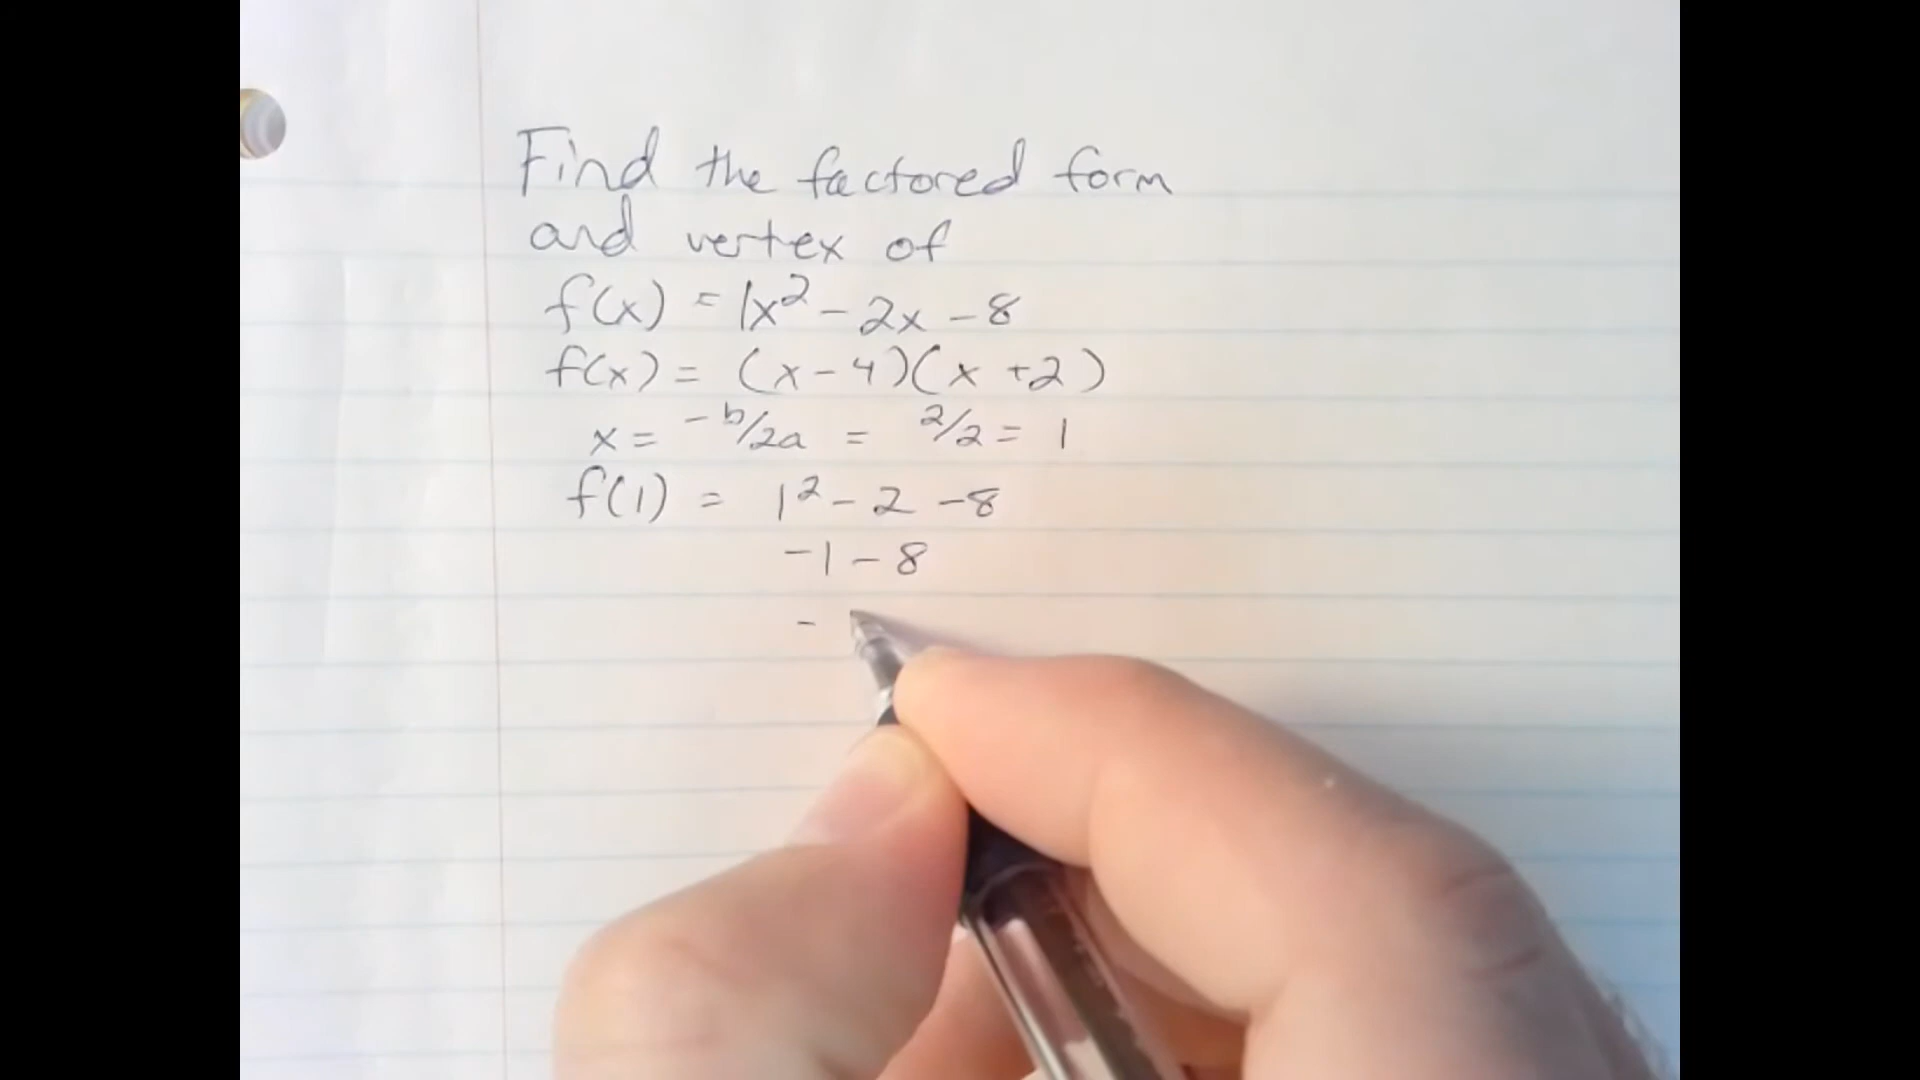 Find the factored form
and vertex of
f(x) = 1x² - 2x - 8
f(x) = (x - 4)(x + 2)
x = -b/2a = 2/2 = 1
f(1) = 1² - 2 - 8
-1 - 8
-